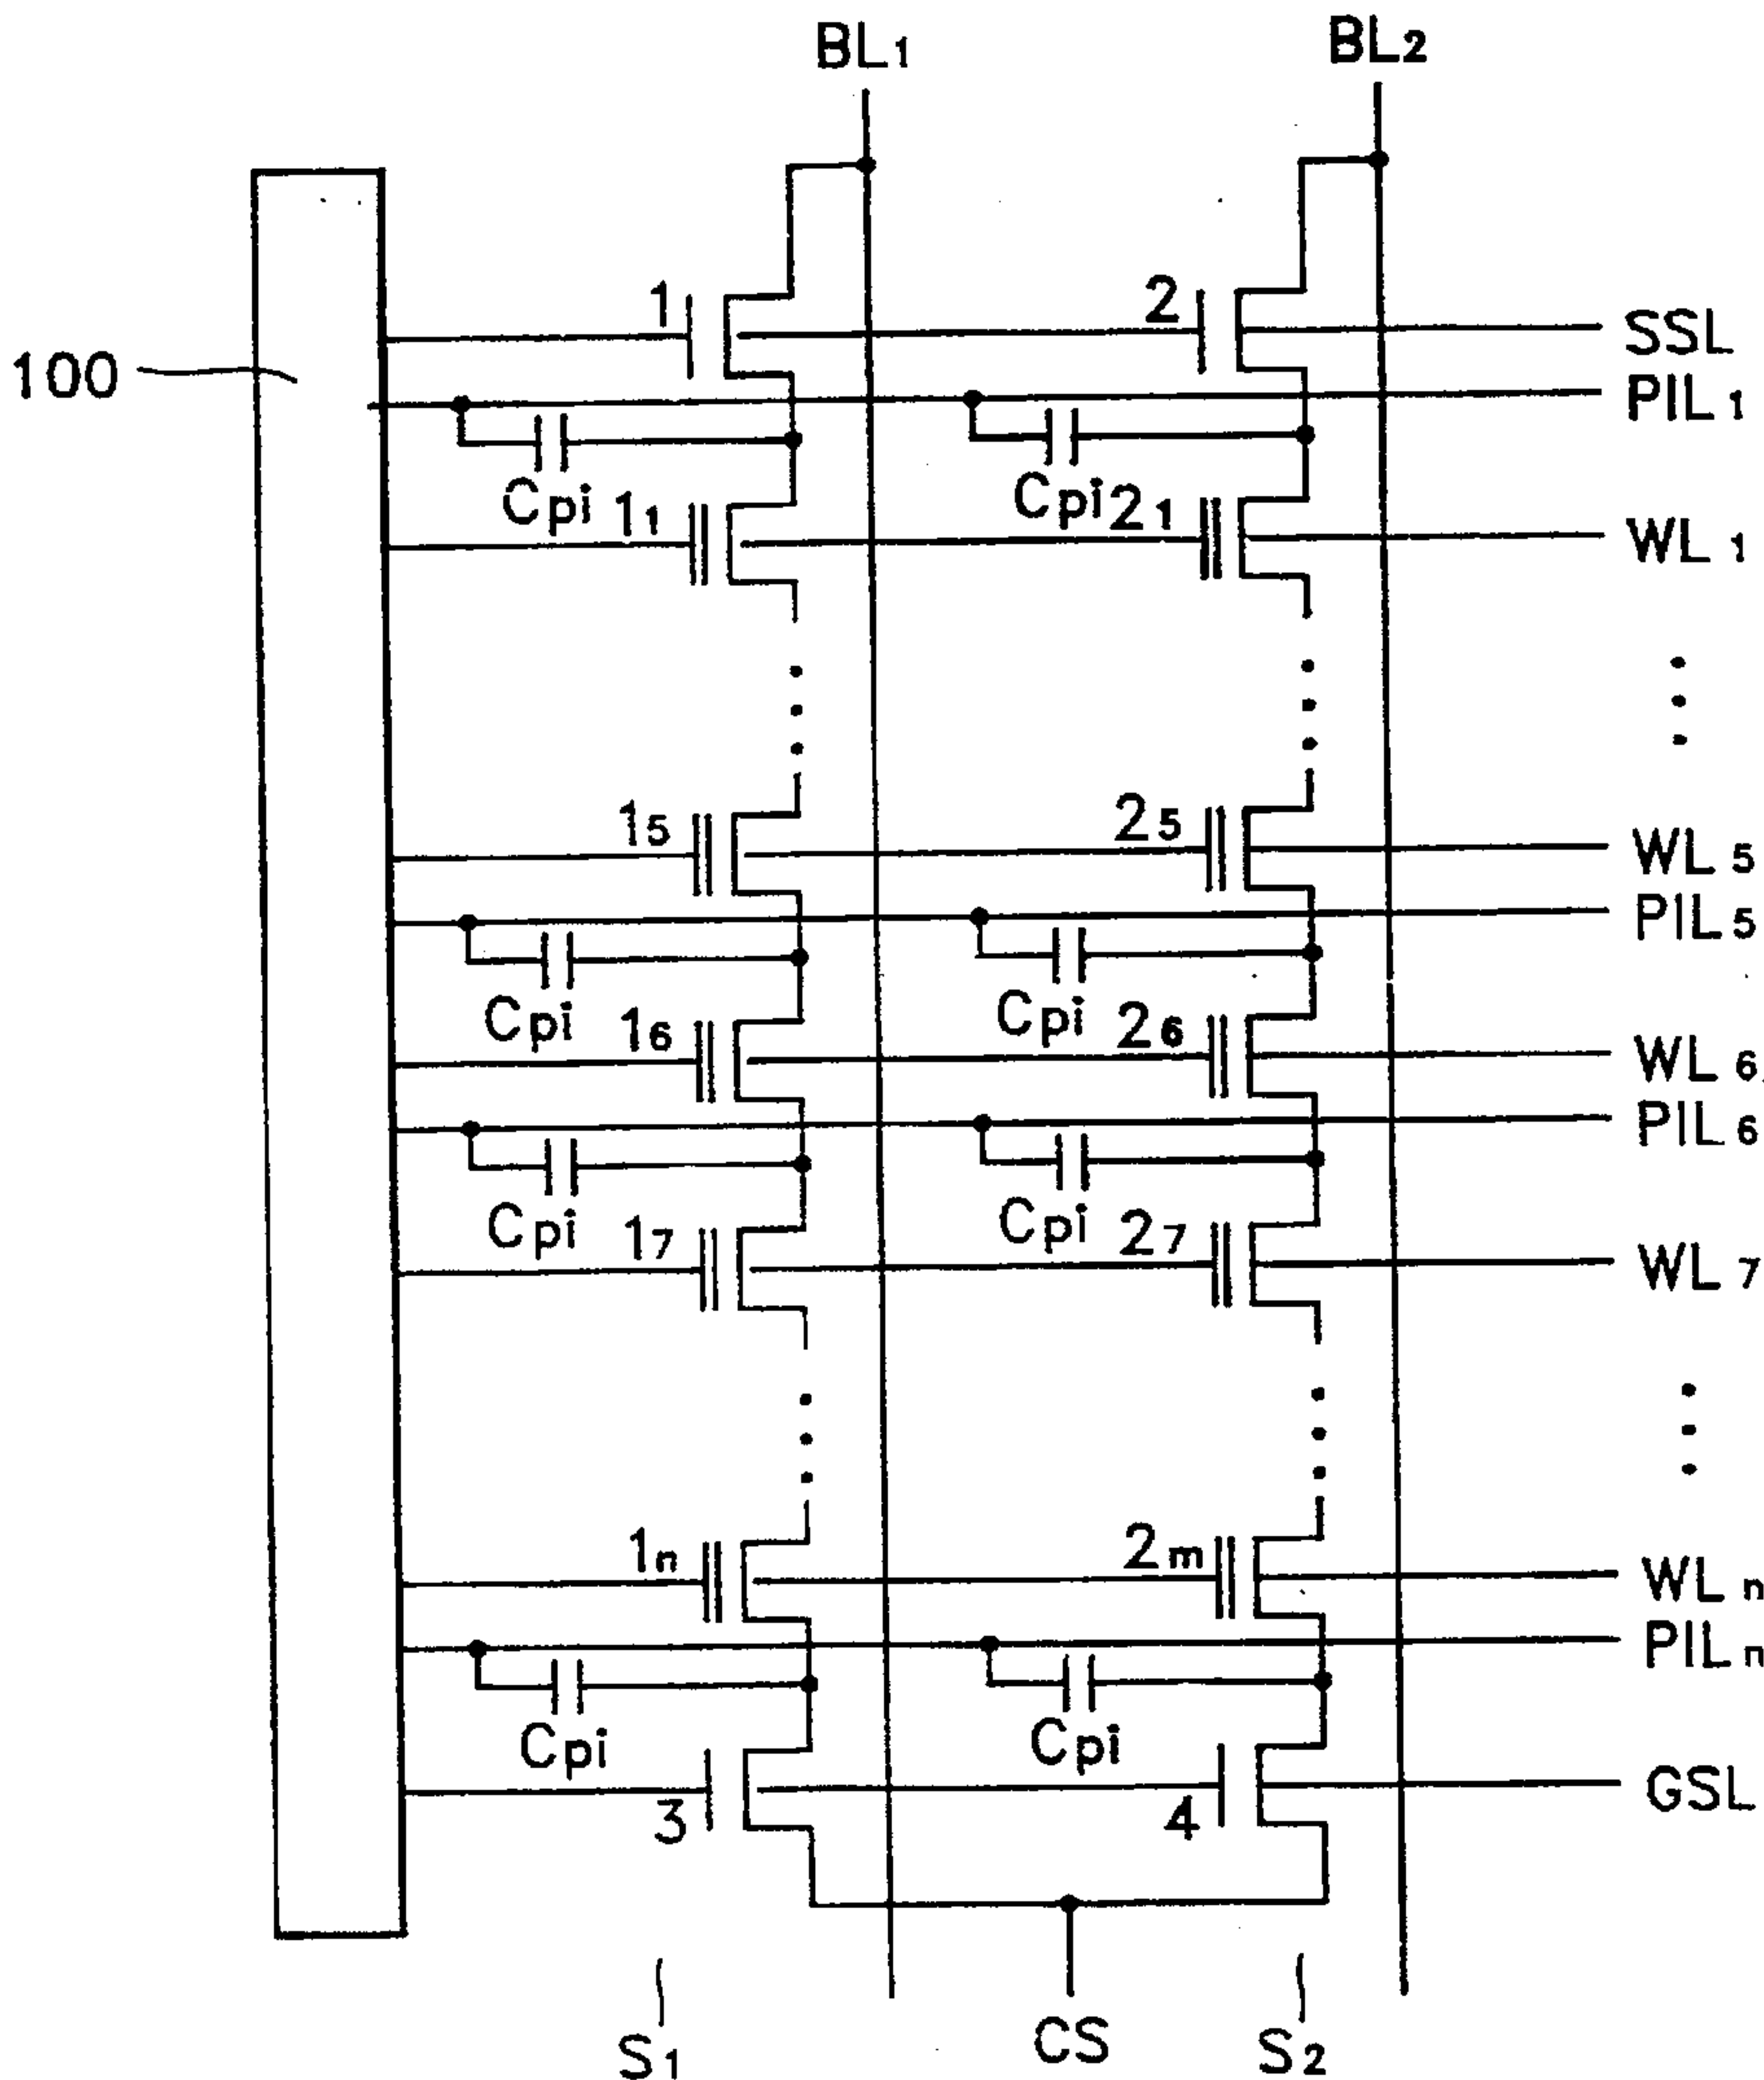 BL1 BL2
1 2 SSL
100 PIL1
Cpi 11 Cpi 21 WL1
15 25 WL5
PIL5
Cpi 16 Cpi 26 WL6
PIL6
Cpi 17 Cpi 27 WL7
1n 2m WLn
PILn
Cpi Cpi
3 4 GSL
S1 CS S2